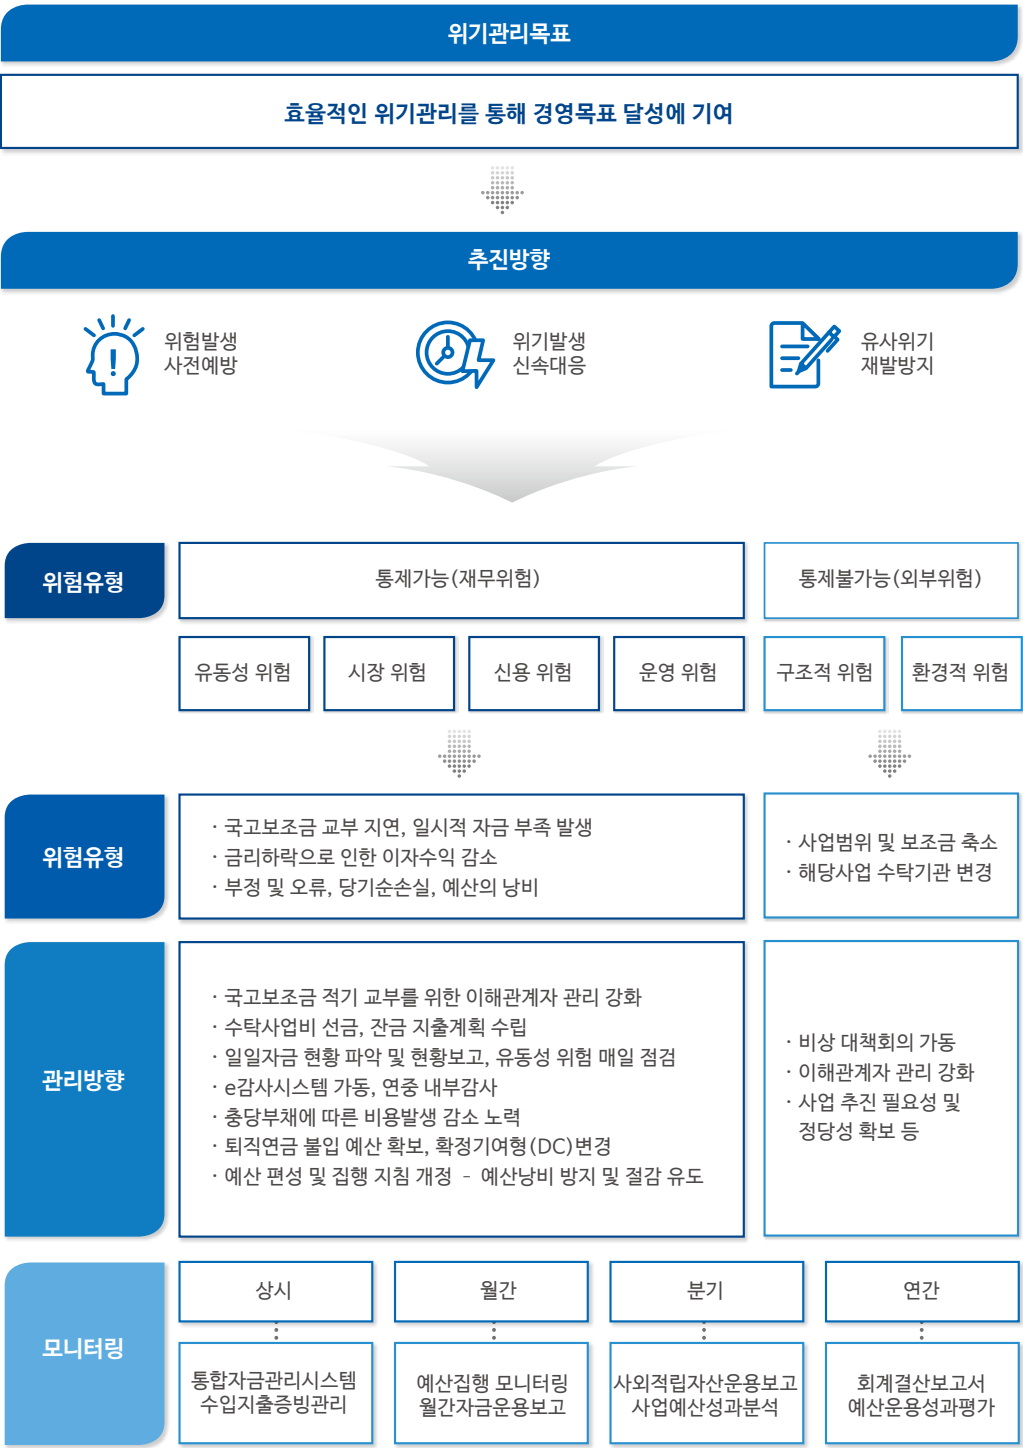 위기관리목표
효율적인 위기관리를 통해 경영목표 달성에 기여
추진방향
위험발생
사전예방
위기발생
신속대응
유사위기
재발방지
위험유형
통제가능(재무위험)
통제불가능(외부위험)
유동성 위험
시장 위험
신용 위험
운영 위험
구조적 위험
환경적 위험
위험유형
· 국고보조금 교부 지연, 일시적 자금 부족 발생
· 금리하락으로 인한 이자수익 감소
· 부정 및 오류, 당기순손실, 예산의 낭비
· 사업범위 및 보조금 축소
· 해당사업 수탁기관 변경
관리방향
· 국고보조금 적기 교부를 위한 이해관계자 관리 강화
· 수탁사업비 선금, 잔금 지출계획 수립
· 일일자금 현황 파악 및 현황보고, 유동성 위험 매일 점검
· e감사시스템 가동, 연중 내부감사
· 충당부채에 따른 비용발생 감소 노력
· 퇴직연금 불입 예산 확보, 확정기여형(DC)변경
· 예산 편성 및 집행 지침 개정 - 예산낭비 방지 및 절감 유도
· 비상 대책회의 가동
· 이해관계자 관리 강화
· 사업 추진 필요성 및
정당성 확보 등
모니터링
상시
월간
분기
연간
통합자금관리시스템
수입지출증빙관리
예산집행 모니터링
월간자금운용보고
사외적립자산운용보고
사업예산성과분석
회계결산보고서
예산운용성과평가